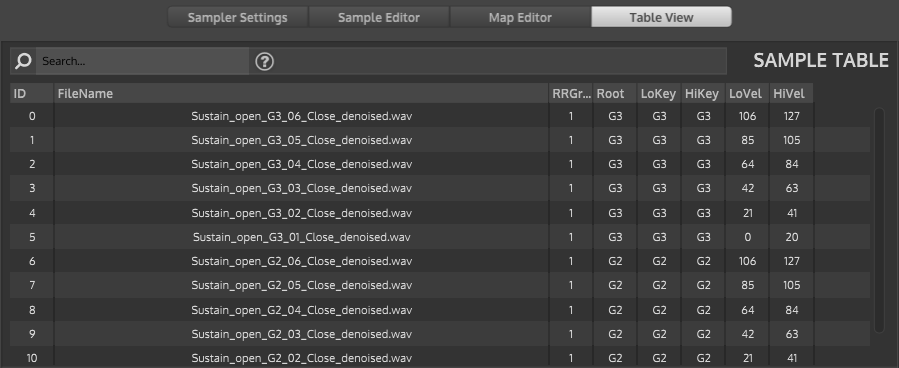 Sampler Settings Sample Editor Map Editor Table View
Search... ? SAMPLE TABLE
ID FileName RRGr... Root LoKey HiKey LoVel HiVel
0 Sustain_open_G3_06_Close_denoised.wav 1 G3 G3 G3 106 127
1 Sustain_open_G3_05_Close_denoised.wav 1 G3 G3 G3 85 105
2 Sustain_open_G3_04_Close_denoised.wav 1 G3 G3 G3 64 84
3 Sustain_open_G3_03_Close_denoised.wav 1 G3 G3 G3 42 63
4 Sustain_open_G3_02_Close_denoised.wav 1 G3 G3 G3 21 41
5 Sustain_open_G3_01_Close_denoised.wav 1 G3 G3 G3 0 20
6 Sustain_open_G2_06_Close_denoised.wav 1 G2 G2 G2 106 127
7 Sustain_open_G2_05_Close_denoised.wav 1 G2 G2 G2 85 105
8 Sustain_open_G2_04_Close_denoised.wav 1 G2 G2 G2 64 84
9 Sustain_open_G2_03_Close_denoised.wav 1 G2 G2 G2 42 63
10 Sustain_open_G2_02_Close_denoised.wav 1 G2 G2 G2 21 41